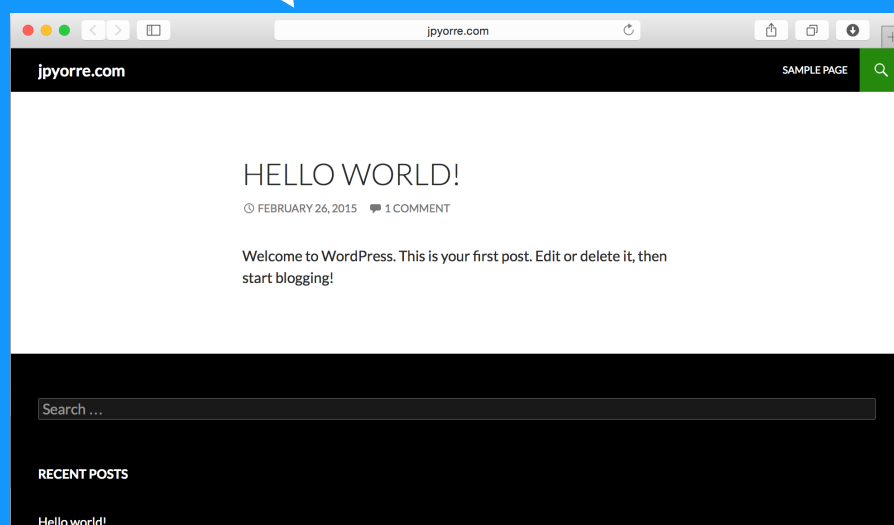 jpyorre.com
jpyorre.com SAMPLE PAGE
HELLO WORLD!
FEBRUARY 26, 2015 1 COMMENT
Welcome to WordPress. This is your first post. Edit or delete it, then
start blogging!
Search ...
RECENT POSTS
Hello world!